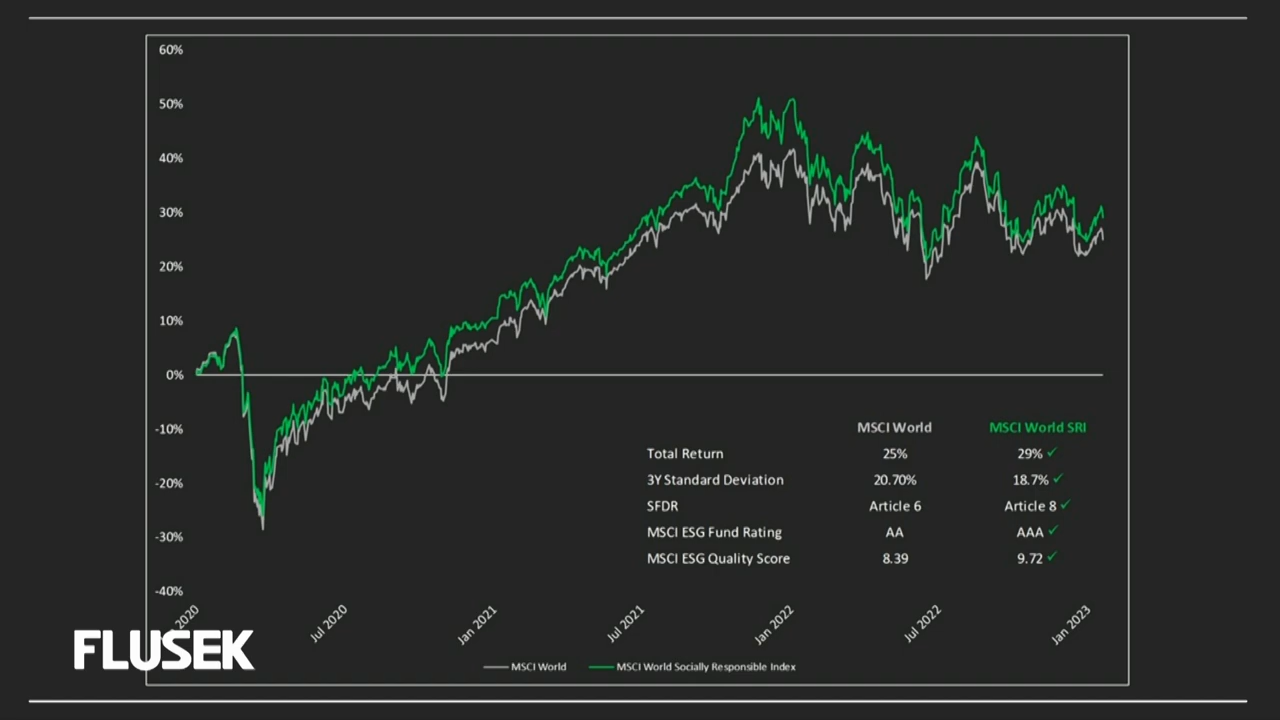 60%
50%
40%
30%
20%
10%
0%
-10%
-20%
-30%
-40%
MSCI World MSCI World SRI
Total Return 25% 29% ✓
3Y Standard Deviation 20.70% 18.7% ✓
SFDR Article 6 Article 8 ✓
MSCI ESG Fund Rating AA AAA ✓
MSCI ESG Quality Score 8.39 9.72 ✓
2020 Jul 2020 Jan 2021 Jul 2021 Jan 2022 Jul 2022 Jan 2023
FLUSEK
MSCI World MSCI World Socially Responsible Index